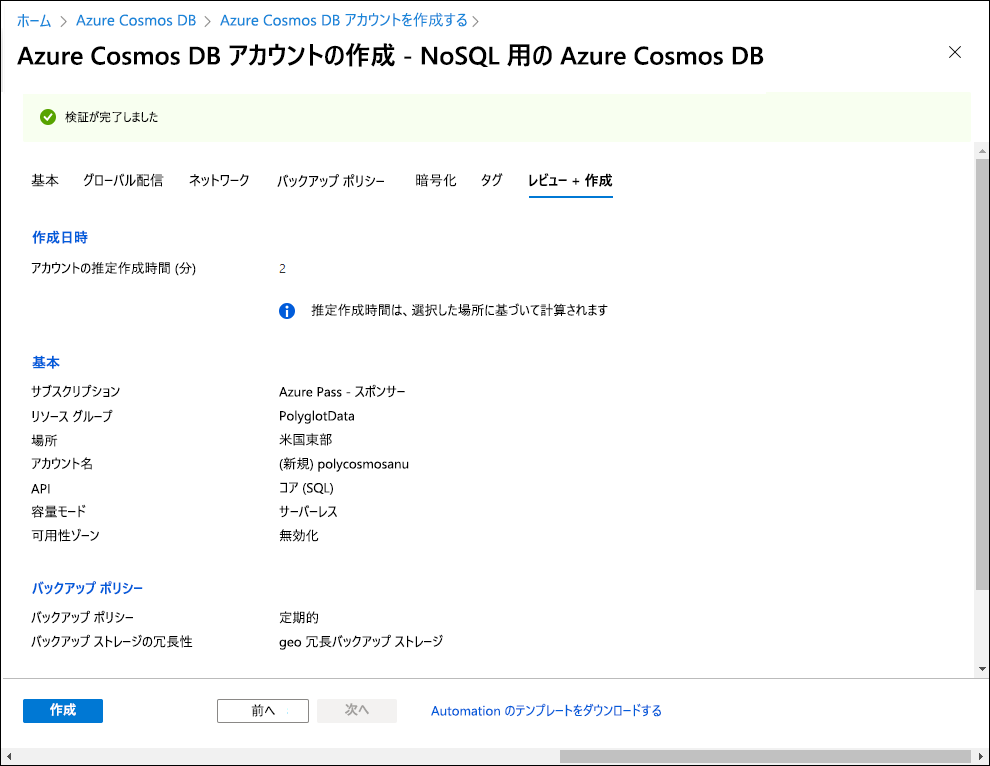 ホーム > Azure Cosmos DB > Azure Cosmos DB アカウントを作成する >
Azure Cosmos DB アカウントの作成 - NoSQL 用の Azure Cosmos DB
検証が完了しました
基本 グローバル配信 ネットワーク バックアップ ポリシー 暗号化 タグ レビュー + 作成
作成日時
アカウントの推定作成時間 (分) 2
推定作成時間は、選択した場所に基づいて計算されます
基本
サブスクリプション Azure Pass - スポンサー
リソース グループ PolyglotData
場所 米国東部
アカウント名 (新規) polycosmosanu
API コア (SQL)
容量モード サーバーレス
可用性ゾーン 無効化
バックアップ ポリシー
バックアップ ポリシー 定期的
バックアップ ストレージの冗長性 geo 冗長バックアップ ストレージ
作成 前へ 次へ Automation のテンプレートをダウンロードする